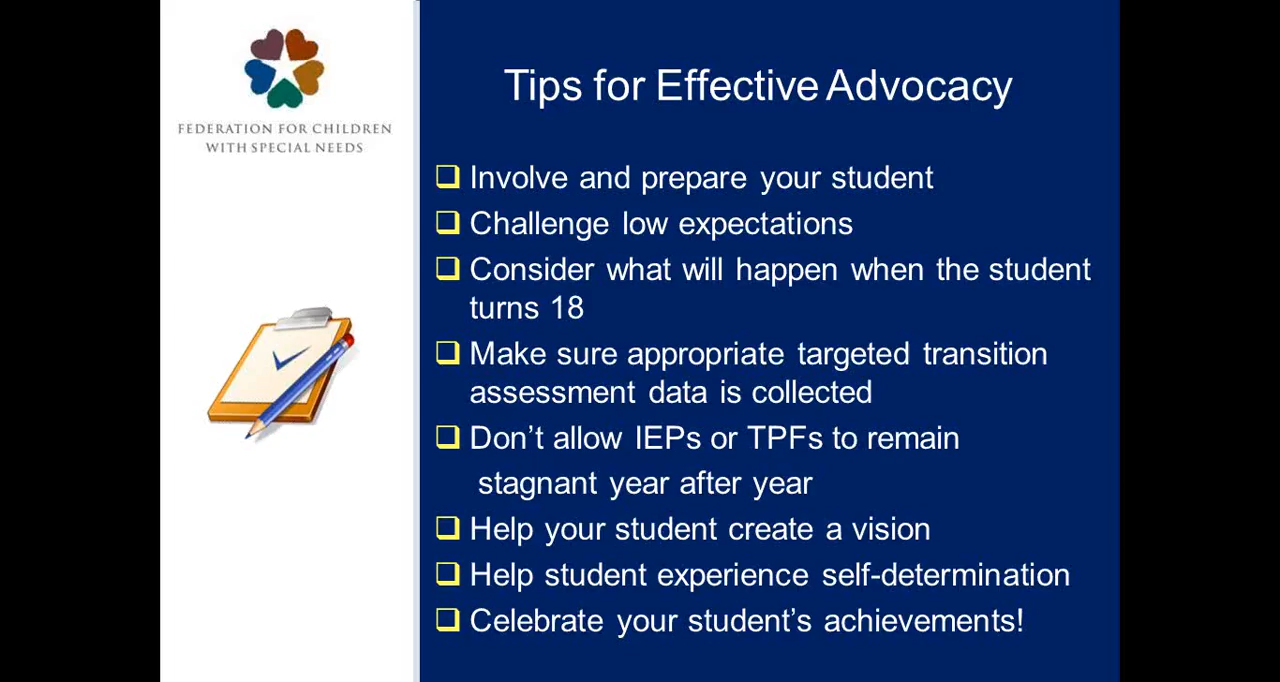 FEDERATION FOR CHILDREN
WITH SPECIAL NEEDS
Tips for Effective Advocacy
Involve and prepare your student
Challenge low expectations
Consider what will happen when the student
turns 18
Make sure appropriate targeted transition
assessment data is collected
Don’t allow IEPs or TPFs to remain
stagnant year after year
Help your student create a vision
Help student experience self-determination
Celebrate your student’s achievements!